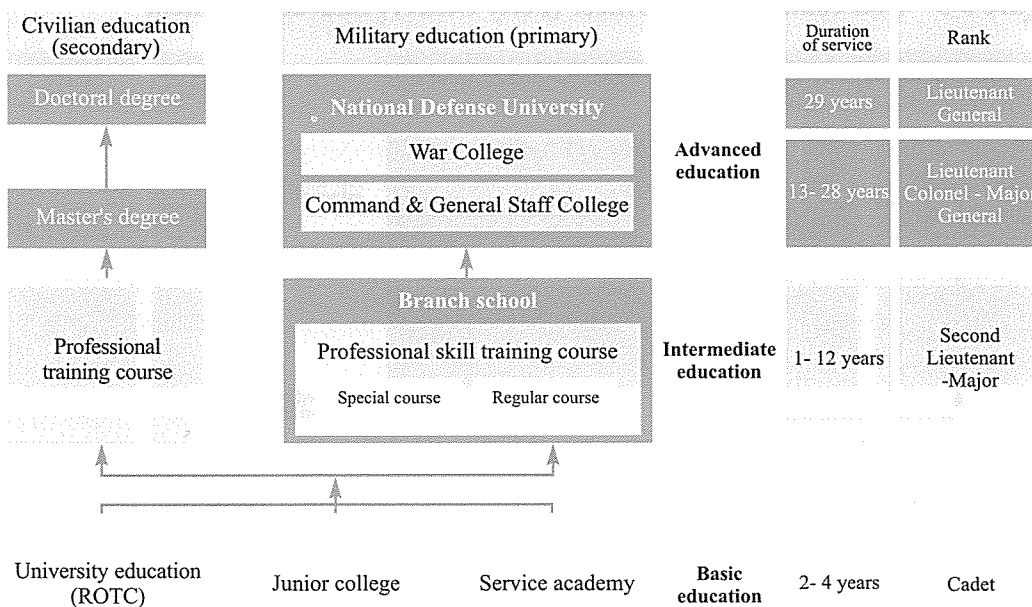 Civilian education
(secondary)
Military education (primary)
Duration
of service
Rank
Doctoral degree
National Defense University
War College
Command & General Staff College
Master's degree
Advanced
education
29 years
Lieutenant
General
13- 28 years
Lieutenant
Colonel - Major
General
Branch school
Professional skill training course
Special course
Regular course
Professional
training course
Intermediate
education
1- 12 years
Second
Lieutenant
-Major
University education
(ROTC)
Junior college
Service academy
Basic
education
2- 4 years
Cadet